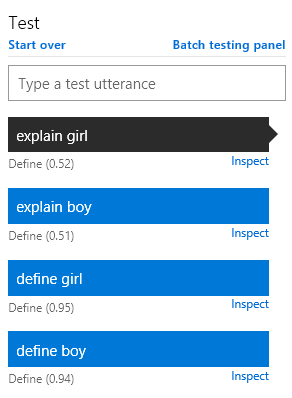 Test
Start over Batch testing panel
Type a test utterance
explain girl
Define (0.52) Inspect
explain boy
Define (0.51) Inspect
define girl
Define (0.95) Inspect
define boy
Define (0.94) Inspect